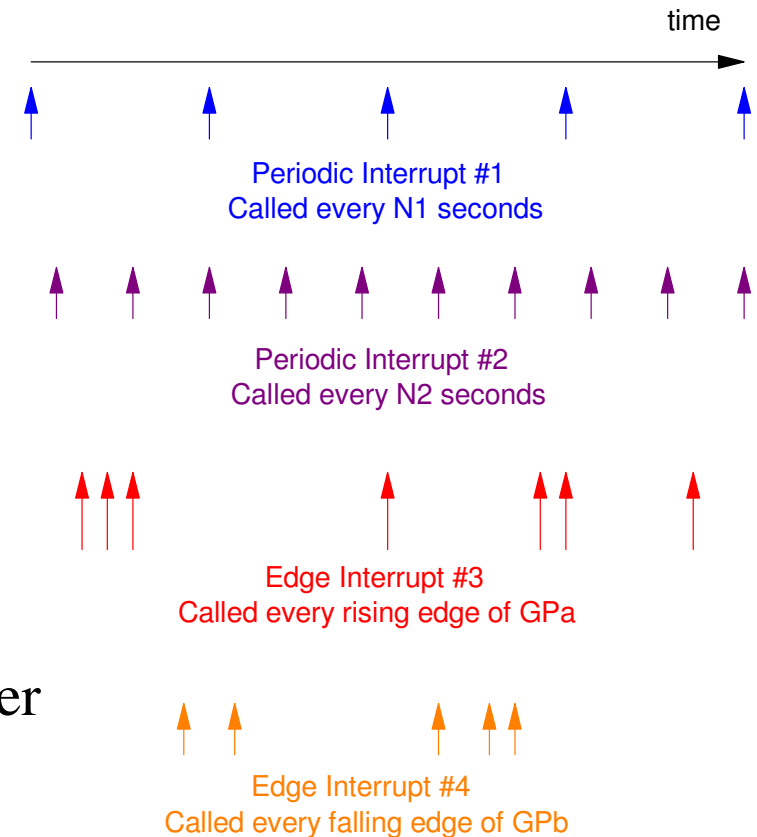 time
Periodic Interrupt #1
Called every N1 seconds
Periodic Interrupt #2
Called every N2 seconds
Edge Interrupt #3
Called every rising edge of GPa
er
Edge Interrupt #4
Called every falling edge of GPb